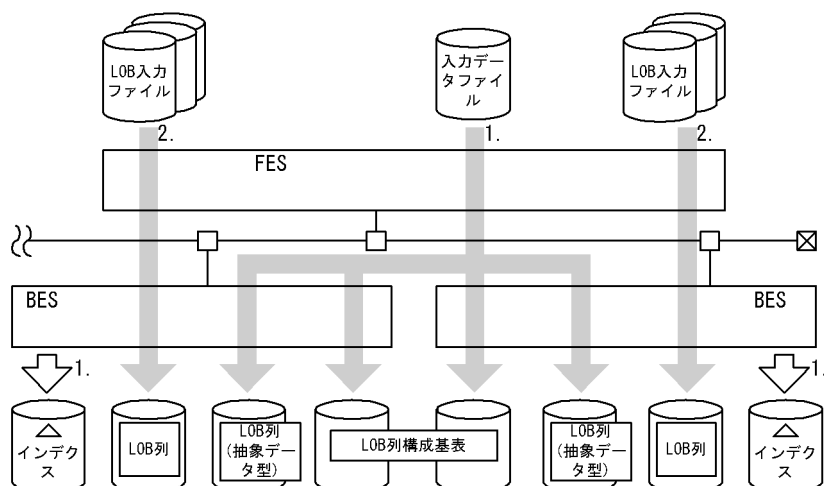 LOB入力
ファイル
入力デー
タファイ
ル
LOB入力
ファイル
2.
1.
2.
FES
BES
BES
1.
1.
インデク
ス
LOB列
LOB列
(抽象デー
タ型)
LOB列構成基表
LOB列
(抽象デー
タ型)
LOB列
インデク
ス